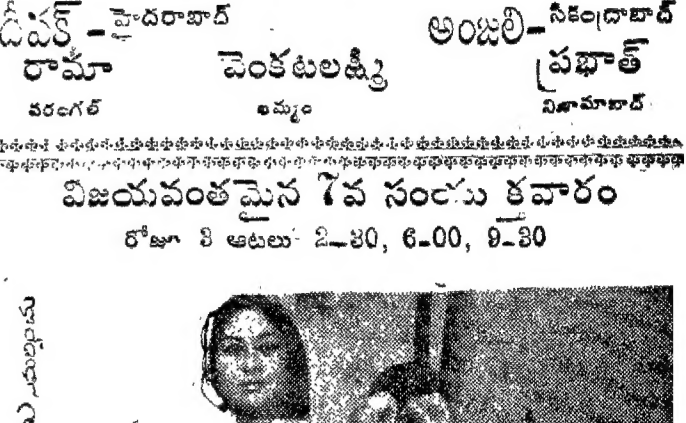 దీపక్ - హైదరాబాద్ అంజలి - సికింద్రాబాద్
రామా వెంకటలక్ష్మి ప్రభాత్
వరంగల్ ఖమ్మం నిజామాబాద్
విజయవంతమైన 7వ సంయుక్తవారం
రోజూ 3 ఆటలు 2-30, 6-00, 9-30